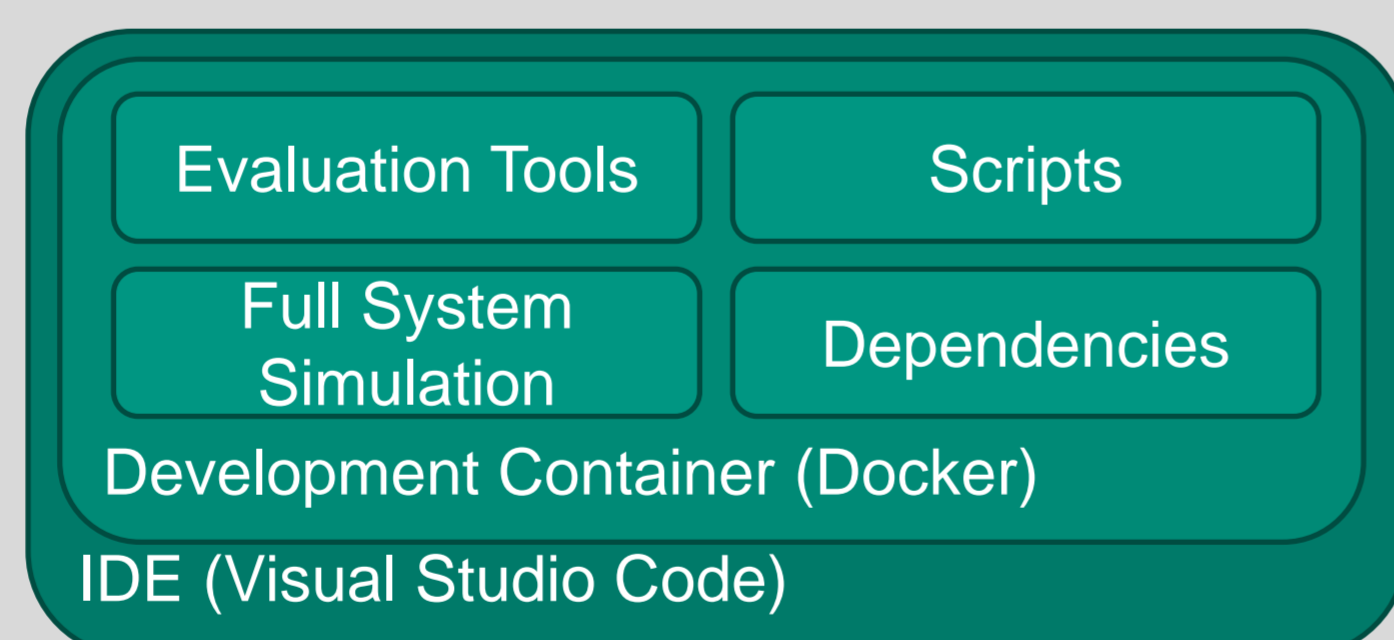 Evaluation Tools
Scripts
Full System
Simulation
Dependencies
Development Container (Docker)
IDE (Visual Studio Code)